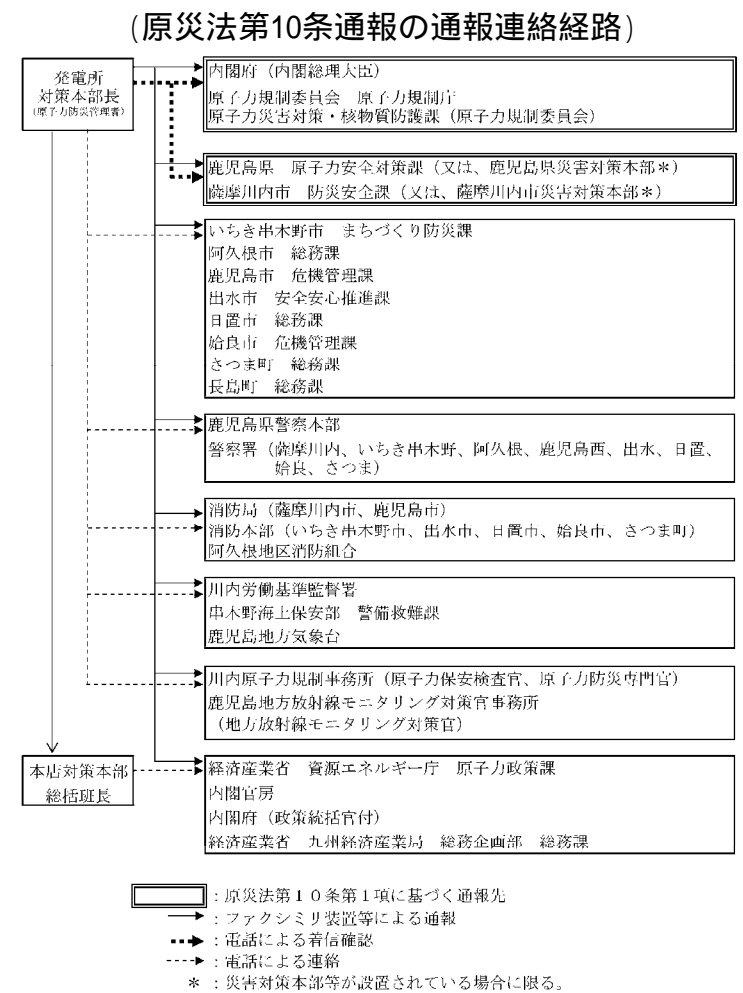 (原災法第10条通報の通報連絡経路)
発電所
対策本部長
(原子力防災管理者)
内閣府(内閣総理大臣)
原子力規制委員会 原子力規制庁
原子力災害対策・核物質防護課(原子力規制委員会)
鹿児島県 原子力安全対策課(又は、鹿児島県災害対策本部*)
薩摩川内市 防災安全課(又は、薩摩川内市災害対策本部*)
いちき串木野市 まちづくり防災課
阿久根市 総務課
鹿児島市 危機管理課
出水市 安全安心推進課
日置市 総務課
姶良市 危機管理課
さつま町 総務課
長島町 総務課
鹿児島県警察本部
警察署(薩摩川内、いちき串木野、阿久根、鹿児島西、出水、日置、
姶良、さつま)
消防局(薩摩川内市、鹿児島市)
消防本部(いちき串木野市、出水市、日置市、姶良市、さつま町)
阿久根地区消防組合
川内労働基準監督署
串木野海上保安部 警備救難課
鹿児島地方気象台
川内原子力規制事務所(原子力保安検査官、原子力防災専門官)
鹿児島地方放射線モニタリング対策官事務所
(地方放射線モニタリング対策官)
本店対策本部
総括班長
経済産業省 資源エネルギー庁 原子力政策課
内閣官房
内閣府(政策統括官付)
経済産業省 九州経済産業局 総務企画部 総務課
:原災法第10条第1項に基づく通報先
:ファクシミリ装置等による通報
:電話による着信確認
:電話による連絡
* :災害対策本部等が設置されている場合に限る。